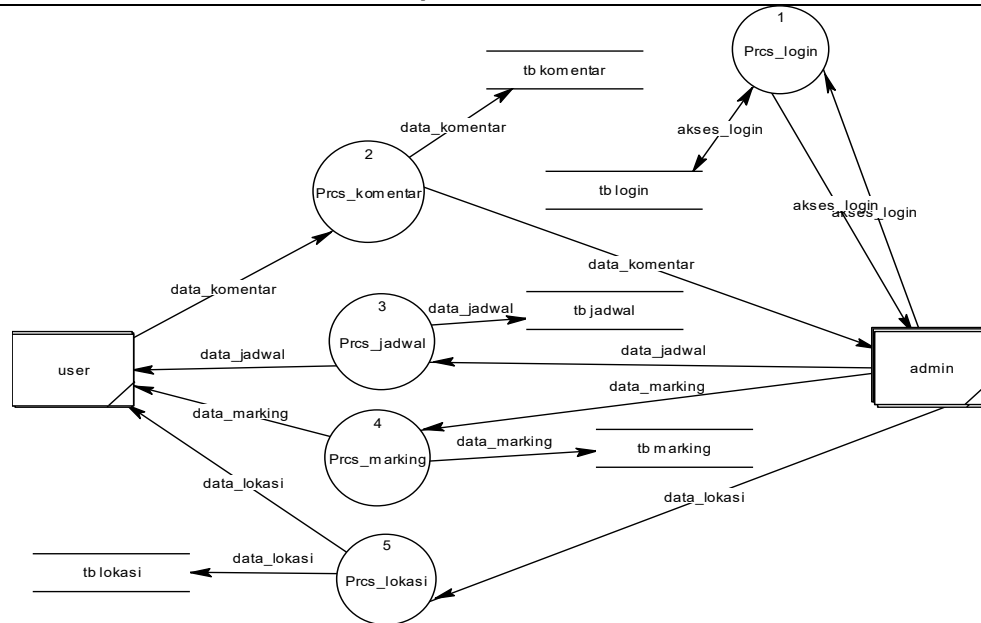 1
Prcs_login
tb komentar
data_komentar
akses_login
2
Prcs_komentar
tb login
akses_login
akses_login
data_komentar
data_komentar
3
Prcs_jadwal
data_jadwal
tb jadwal
data_jadwal
data_jadwal
user
admin
data_marking
data_marking
4
Prcs_marking
data_marking
tb marking
data_lokasi
data_lokasi
5
Prcs_lokasi
data_lokasi
tb lokasi